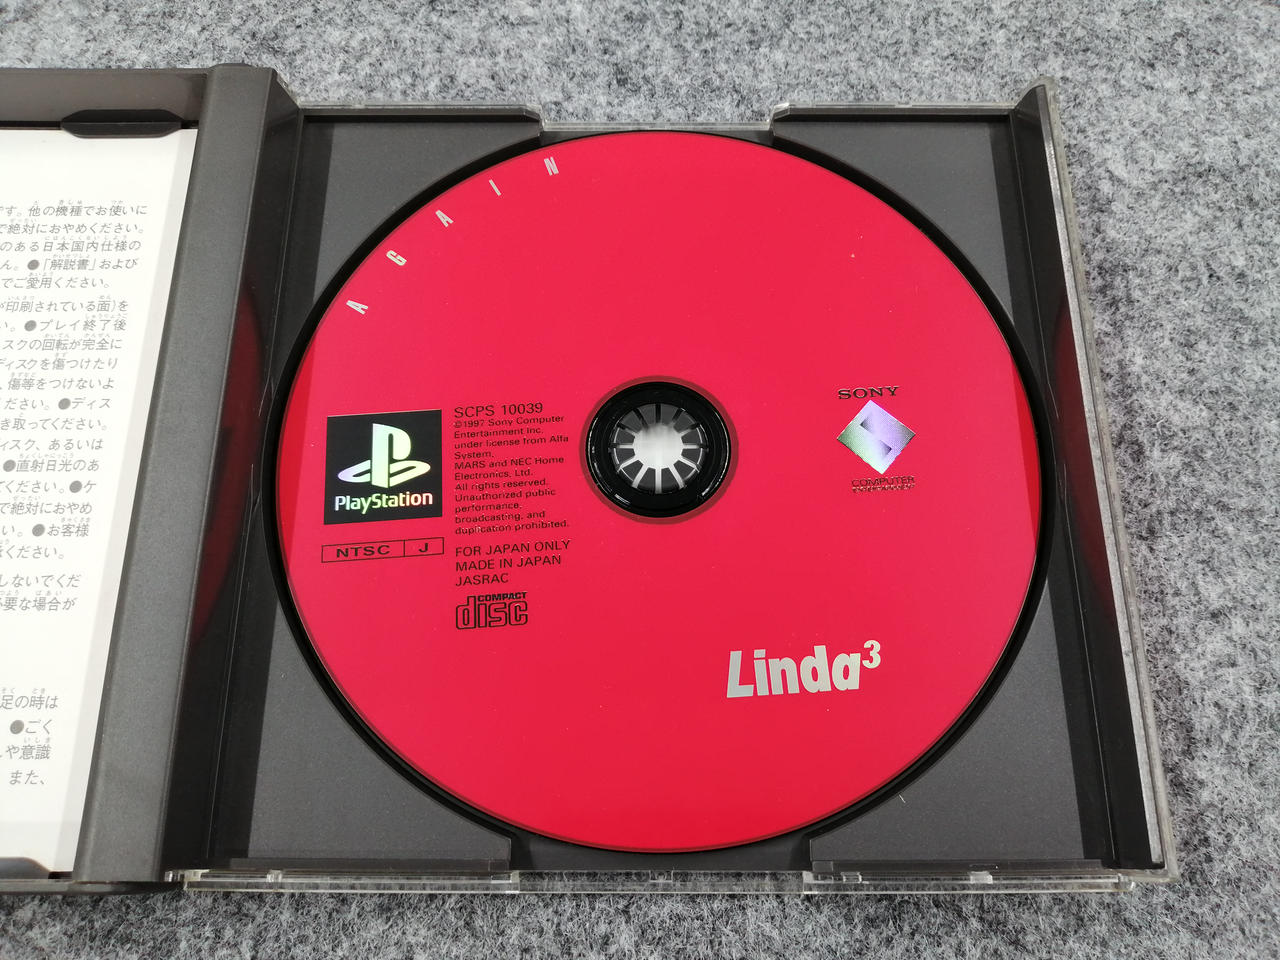 です。他の機種でお使いに
で絶対におやめください。
のある日本国内仕様の
ん。●「解説書」および
でご愛用ください。
が印刷されている面)を
い。●プレイ終了後
スクの回転が完全に
ディスクを傷つけたり
、傷等をつけないよ
ください。●ディス
き取ってください。
ディスク、あるいは
●直射日光のあ
てください。●ケ
で絶対におやめ
い。●お客様
ください。
しないでくだ
必要な場合が
足の時は
●ごく
や意識
また、
AGAIN
PlayStation
NTSC J
SCPS 10039
©1997 Sony Computer
Entertainment Inc.
under license from Alfa
System,
MARS and NEC Home
Electronics, Ltd.
All rights reserved.
Unauthorized public
performance,
broadcasting, and
duplication prohibited.
FOR JAPAN ONLY
MADE IN JAPAN
JASRAC
COMPACT
disc
SONY
COMPUTER
ENTERTAINMENT
Linda³